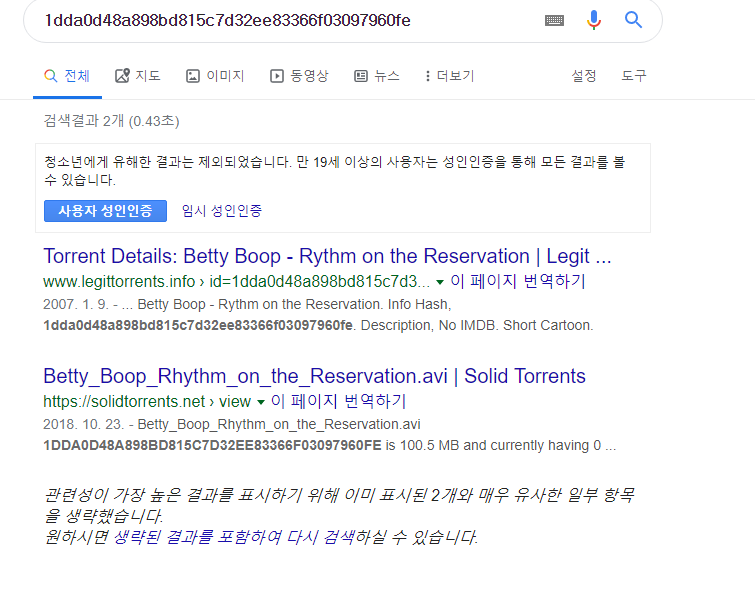 1dda0d48a898bd815c7d32ee83366f03097960fe
전체 지도 이미지 동영상 뉴스 더보기 설정 도구
검색결과 2개 (0.43초)
청소년에게 유해한 결과는 제외되었습니다. 만 19세 이상의 사용자는 성인인증을 통해 모든 결과를 볼
수 있습니다.
사용자 성인인증 임시 성인인증
Torrent Details: Betty Boop - Rythm on the Reservation | Legit ...
www.legittorrents.info › id=1dda0d48a898bd815c7d3... 이 페이지 번역하기
2007. 1. 9. - ... Betty Boop - Rythm on the Reservation. Info Hash,
1dda0d48a898bd815c7d32ee83366f03097960fe. Description, No IMDB. Short Cartoon.
Betty_Boop_Rhythm_on_the_Reservation.avi | Solid Torrents
https://solidtorrents.net › view 이 페이지 번역하기
2018. 10. 23. - Betty_Boop_Rhythm_on_the_Reservation.avi
1DDA0D48A898BD815C7D32EE83366F03097960FE is 100.5 MB and currently having 0 ...
관련성이 가장 높은 결과를 표시하기 위해 이미 표시된 2개와 매우 유사한 일부 항목
을 생략했습니다.
원하시면 생략된 결과를 포함하여 다시 검색하실 수 있습니다.